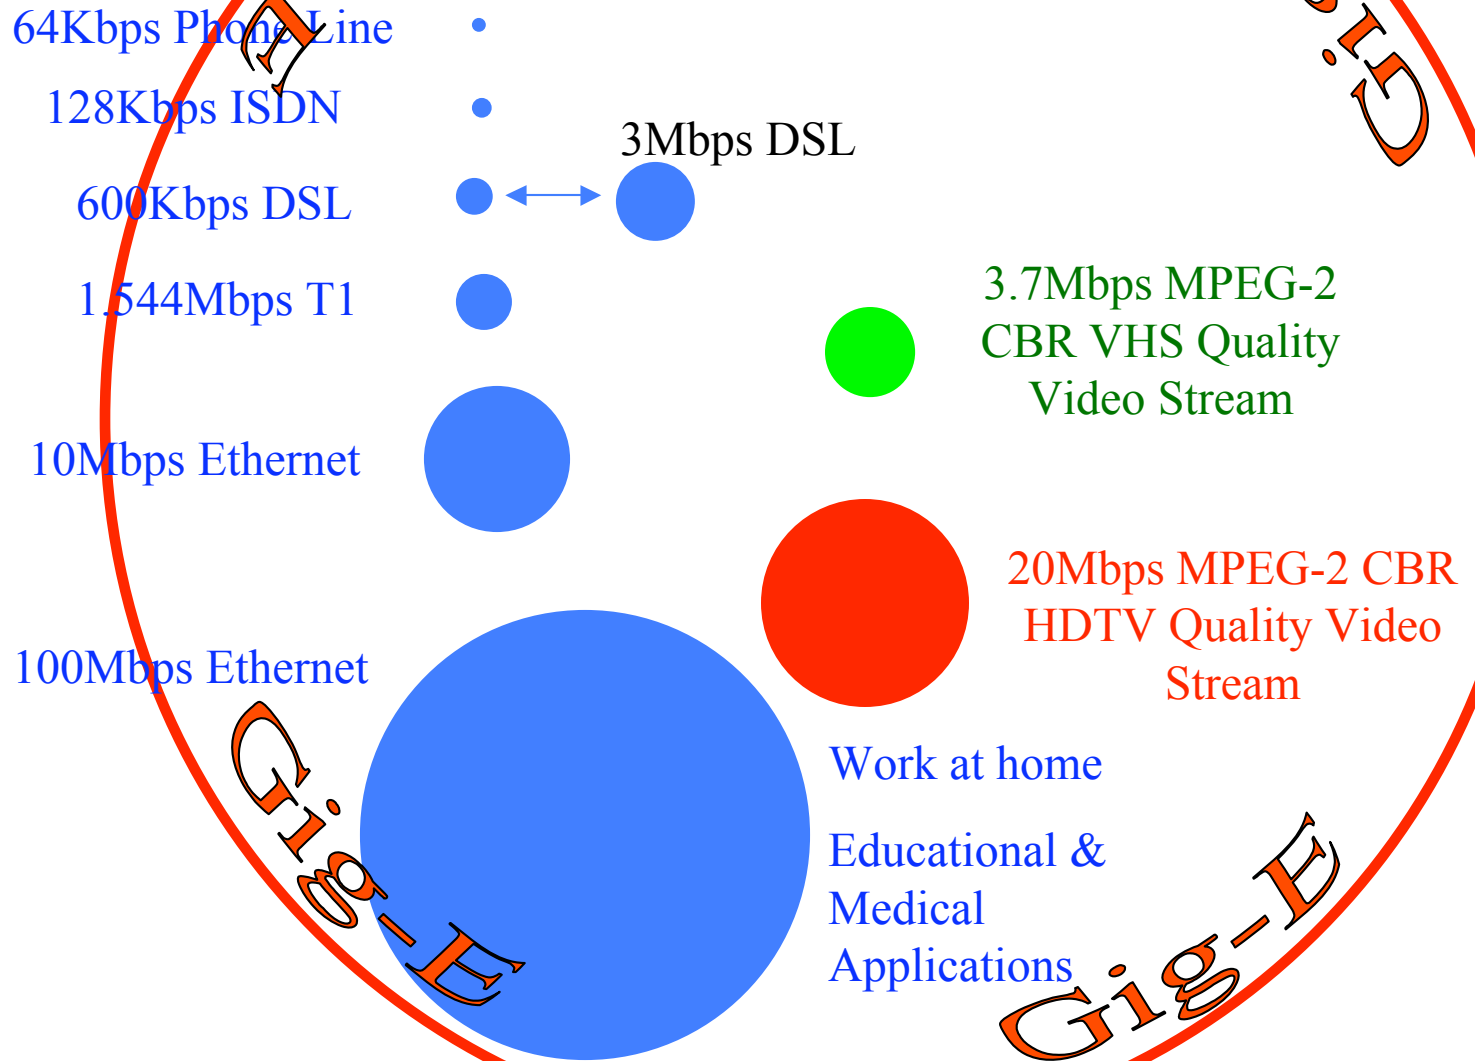 64Kbps Phone Line
128Kbps ISDN
3Mbps DSL
600Kbps DSL
1.544Mbps T1
3.7Mbps MPEG-2
CBR VHS Quality
Video Stream
10Mbps Ethernet
20Mbps MPEG-2 CBR
HDTV Quality Video
Stream
100Mbps Ethernet
Work at home
Educational &
Medical
Applications
Gig-E
Gig-E
Gi
E